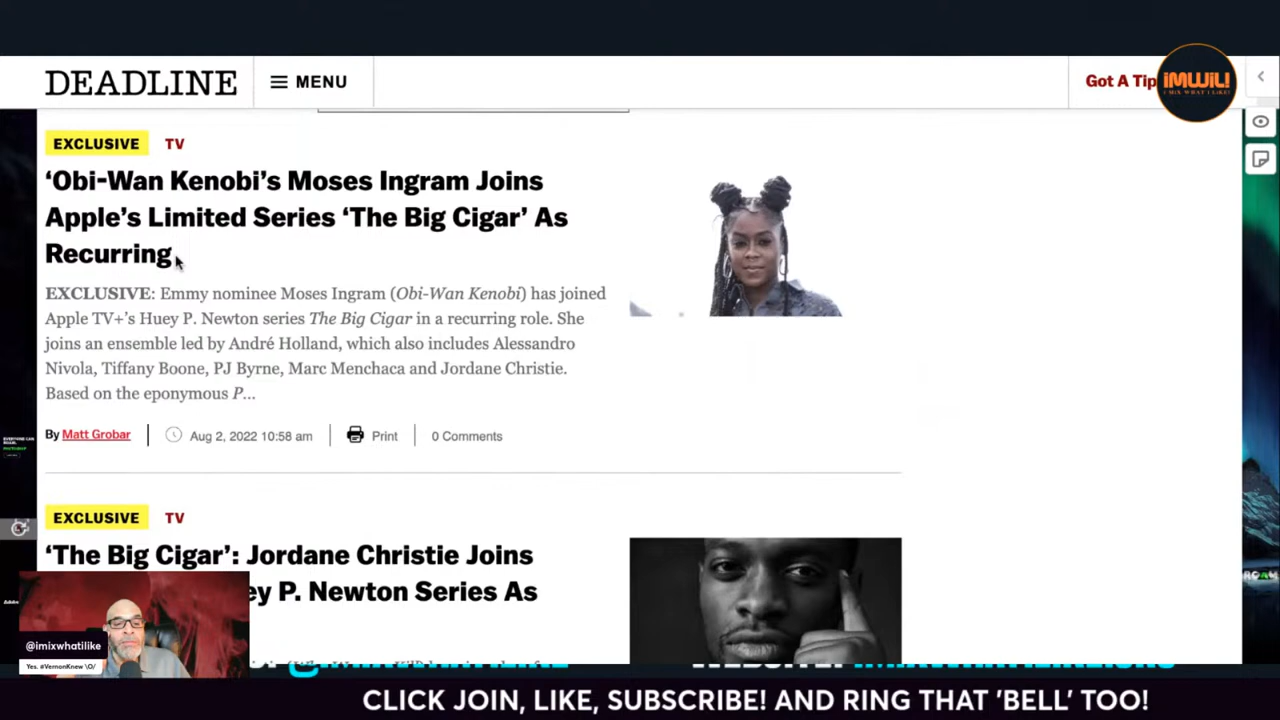 DEADLINE
MENU
Got A Tip
iMWiL!
I MiX WHAT I LiKE!
EXCLUSIVE TV
‘Obi-Wan Kenobi’s Moses Ingram Joins
Apple’s Limited Series ‘The Big Cigar’ As
Recurring
EXCLUSIVE: Emmy nominee Moses Ingram (Obi-Wan Kenobi) has joined
Apple TV+'s Huey P. Newton series The Big Cigar in a recurring role. She
joins an ensemble led by André Holland, which also includes Alessandro
Nivola, Tiffany Boone, PJ Byrne, Marc Menchaca and Jordane Christie.
Based on the eponymous P...
By Matt Grobar
Aug 2, 2022 10:58 am
Print
0 Comments
EXCLUSIVE TV
‘The Big Cigar’: Jordane Christie Joins
ey P. Newton Series As
@imixwhatilike
Yes. #VernonKnew \O/
CLICK JOIN, LIKE, SUBSCRIBE! AND RING THAT 'BELL' TOO!